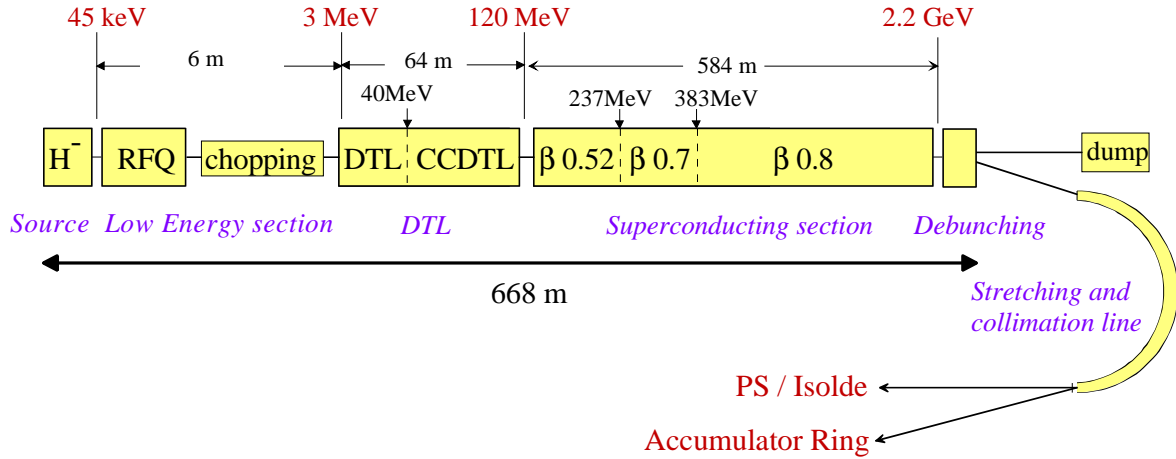 45 keV 3 MeV 120 MeV 2.2 GeV
6 m 64 m 584 m
40MeV 237MeV 383MeV
H⁻ RFQ chopping DTL CCDTL β 0.52 β 0.7 β 0.8 dump
Source Low Energy section DTL Superconducting section Debunching
668 m
Stretching and
collimation line
PS / Isolde
Accumulator Ring